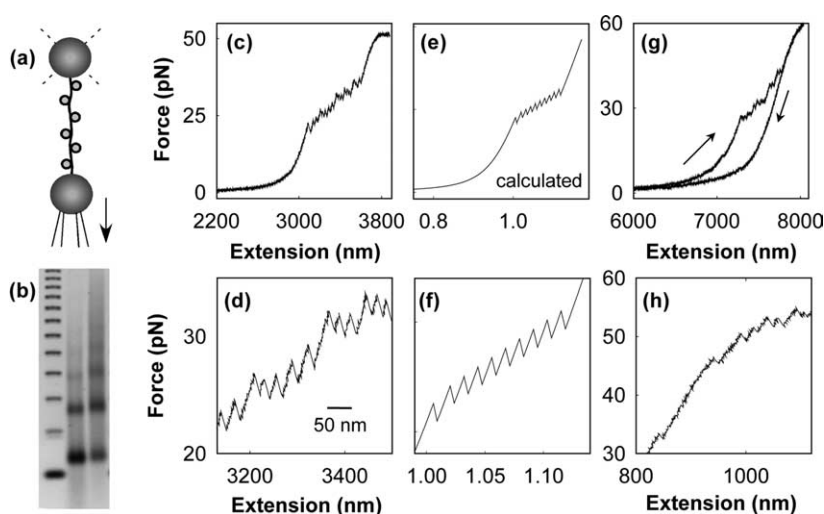 (a)
(b)
(c)
50
25
0
Force (pN)
2200 3000 3800
Extension (nm)
(e)
calculated
0.8 1.0
Extension (nm)
(g)
60
30
0
6000 7000 8000
Extension (nm)
(d)
30
20
Force (pN)
50 nm
3200 3400
Extension (nm)
(f)
1.00 1.05 1.10
Extension (nm)
(h)
60
50
40
30
800 1000
Extension (nm)